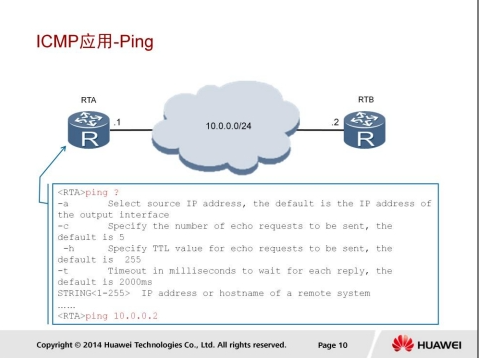 ICMP应用-Ping
RTA
RTB
.1
10.0.0.0/24
.2
R
R
<RTA>ping ?
-a Select source IP address, the default is the IP address of
the output interface
-c Specify the number of echo requests to be sent, the
default is 5
-h Specify TTL value for echo requests to be sent, the
default is 255
-t Timeout in milliseconds to wait for each reply, the
default is 2000ms
STRING<1-255> IP address or hostname of a remote system
……
<RTA>ping 10.0.0.2
Copyright © 2014 Huawei Technologies Co., Ltd. All rights reserved.
Page 10
HUAWEI